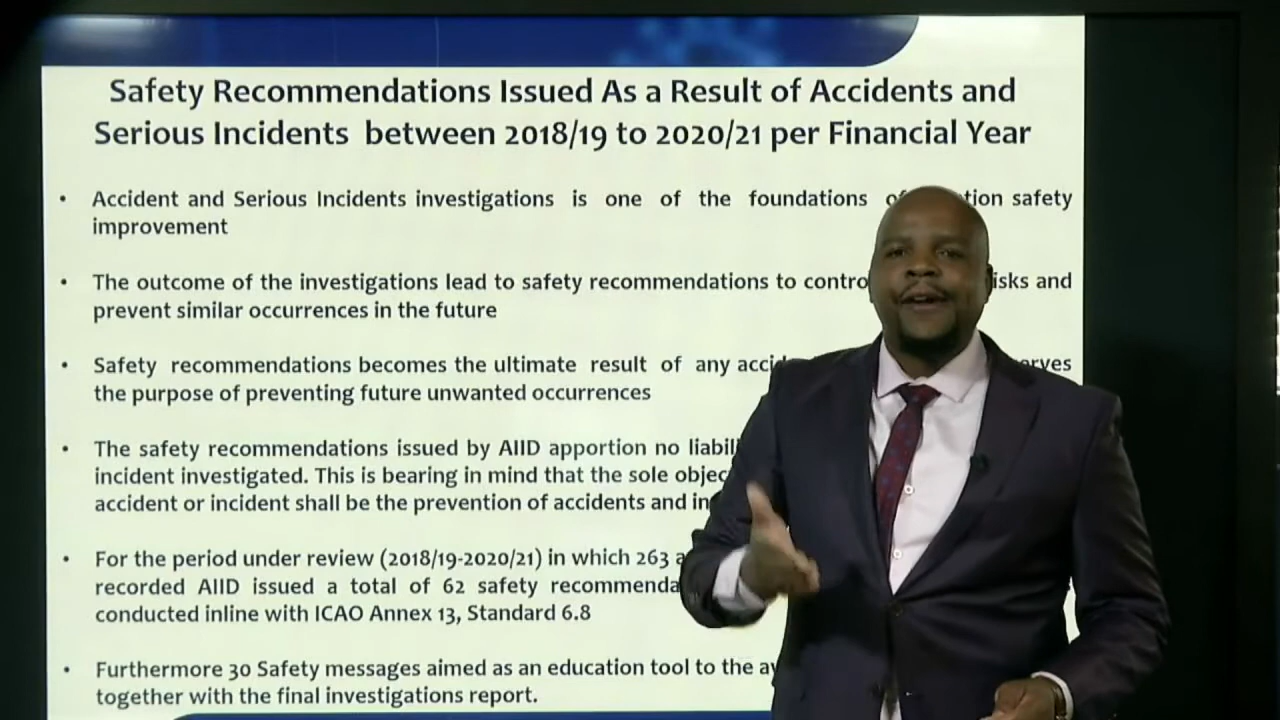 Safety Recommendations Issued As a Result of Accidents and
Serious Incidents between 2018/19 to 2020/21 per Financial Year
• Accident and Serious Incidents investigations is one of the foundations safety
improvement
• The outcome of the investigations lead to safety recommendations to and
prevent similar occurrences in the future
• Safety recommendations becomes the ultimate result of any
the purpose of preventing future unwanted occurrences
• The safety recommendations issued by AIID apportion no
incident investigated. This is bearing in mind that the sole
accident or incident shall be the prevention of accidents and
• For the period under review (2018/19-2020/21) in which 263
recorded AIID issued a total of 62 safety
conducted inline with ICAO Annex 13, Standard 6.8
• Furthermore 30 Safety messages aimed as an education tool to the
together with the final investigations report.